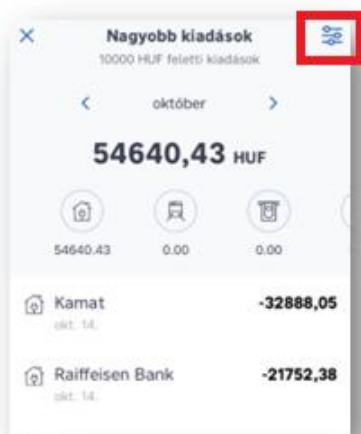 Nagyobb kiadások
10000 HUF feletti kiadások
október
54640,43 HUF
54640.43 0.00 0.00
Kamat -32888,05
okt. 14.
Raiffeisen Bank -21752,38
okt. 14.